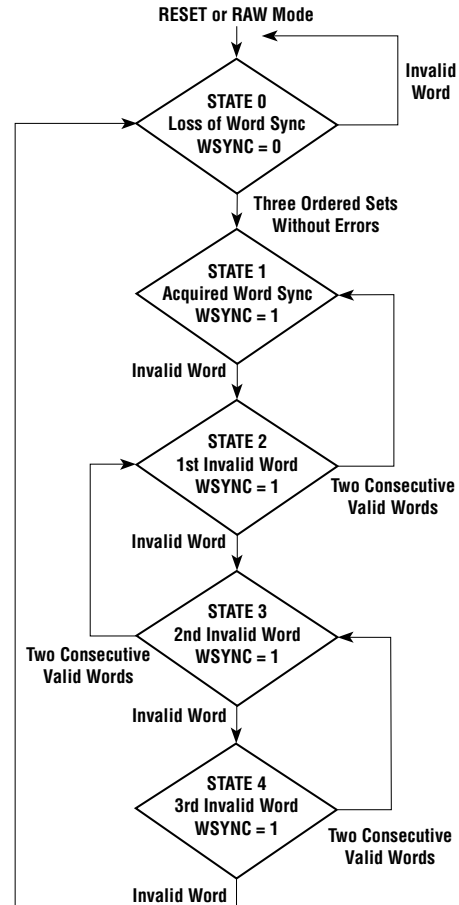 RESET or RAW Mode
Invalid
Word
STATE 0
Loss of Word Sync
WSYNC = 0
Three Ordered Sets
Without Errors
STATE 1
Acquired Word Sync
WSYNC = 1
Invalid Word
STATE 2
1st Invalid Word
WSYNC = 1
Two Consecutive
Valid Words
Invalid Word
STATE 3
2nd Invalid Word
WSYNC = 1
Two Consecutive
Valid Words
Invalid Word
STATE 4
3rd Invalid Word
WSYNC = 1
Two Consecutive
Valid Words
Invalid Word